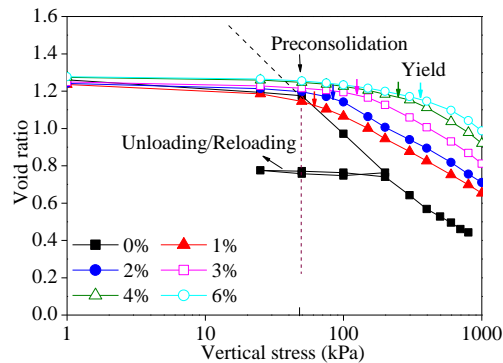 1.6
1.4
1.2
1.0
0.8
0.6
0.4
0.2
0.0
Void ratio
Preconsolidation
Yield
Unloading/Reloading
0% 1%
2% 3%
4% 6%
1 10 100 1000
Vertical stress (kPa)